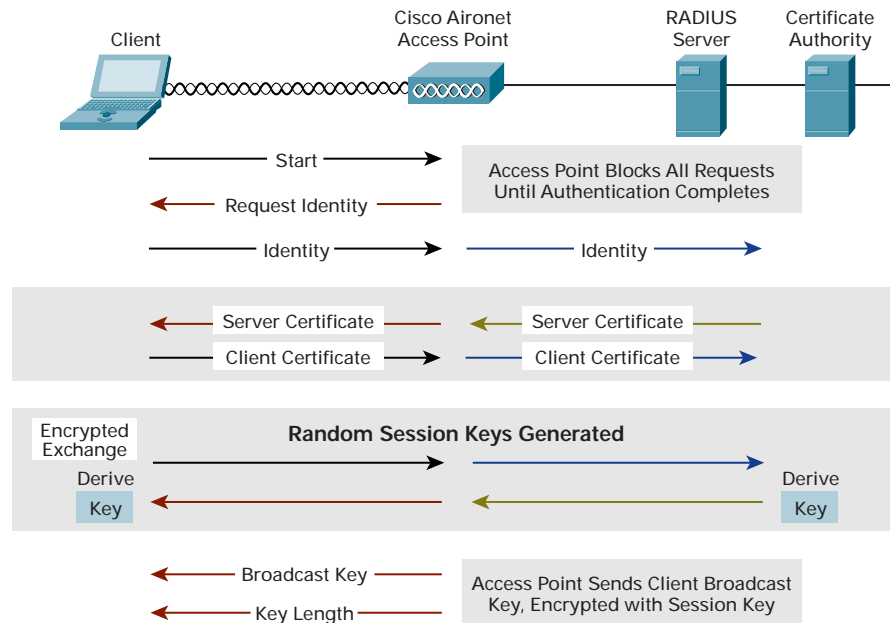 Client
Cisco Aironet
Access Point
RADIUS
Server
Certificate
Authority
Start
Access Point Blocks All Requests
Until Authentication Completes
Request Identity
Identity
Identity
Server Certificate
Server Certificate
Client Certificate
Client Certificate
Encrypted
Exchange
Random Session Keys Generated
Derive
Key
Derive
Key
Broadcast Key
Access Point Sends Client Broadcast
Key, Encrypted with Session Key
Key Length